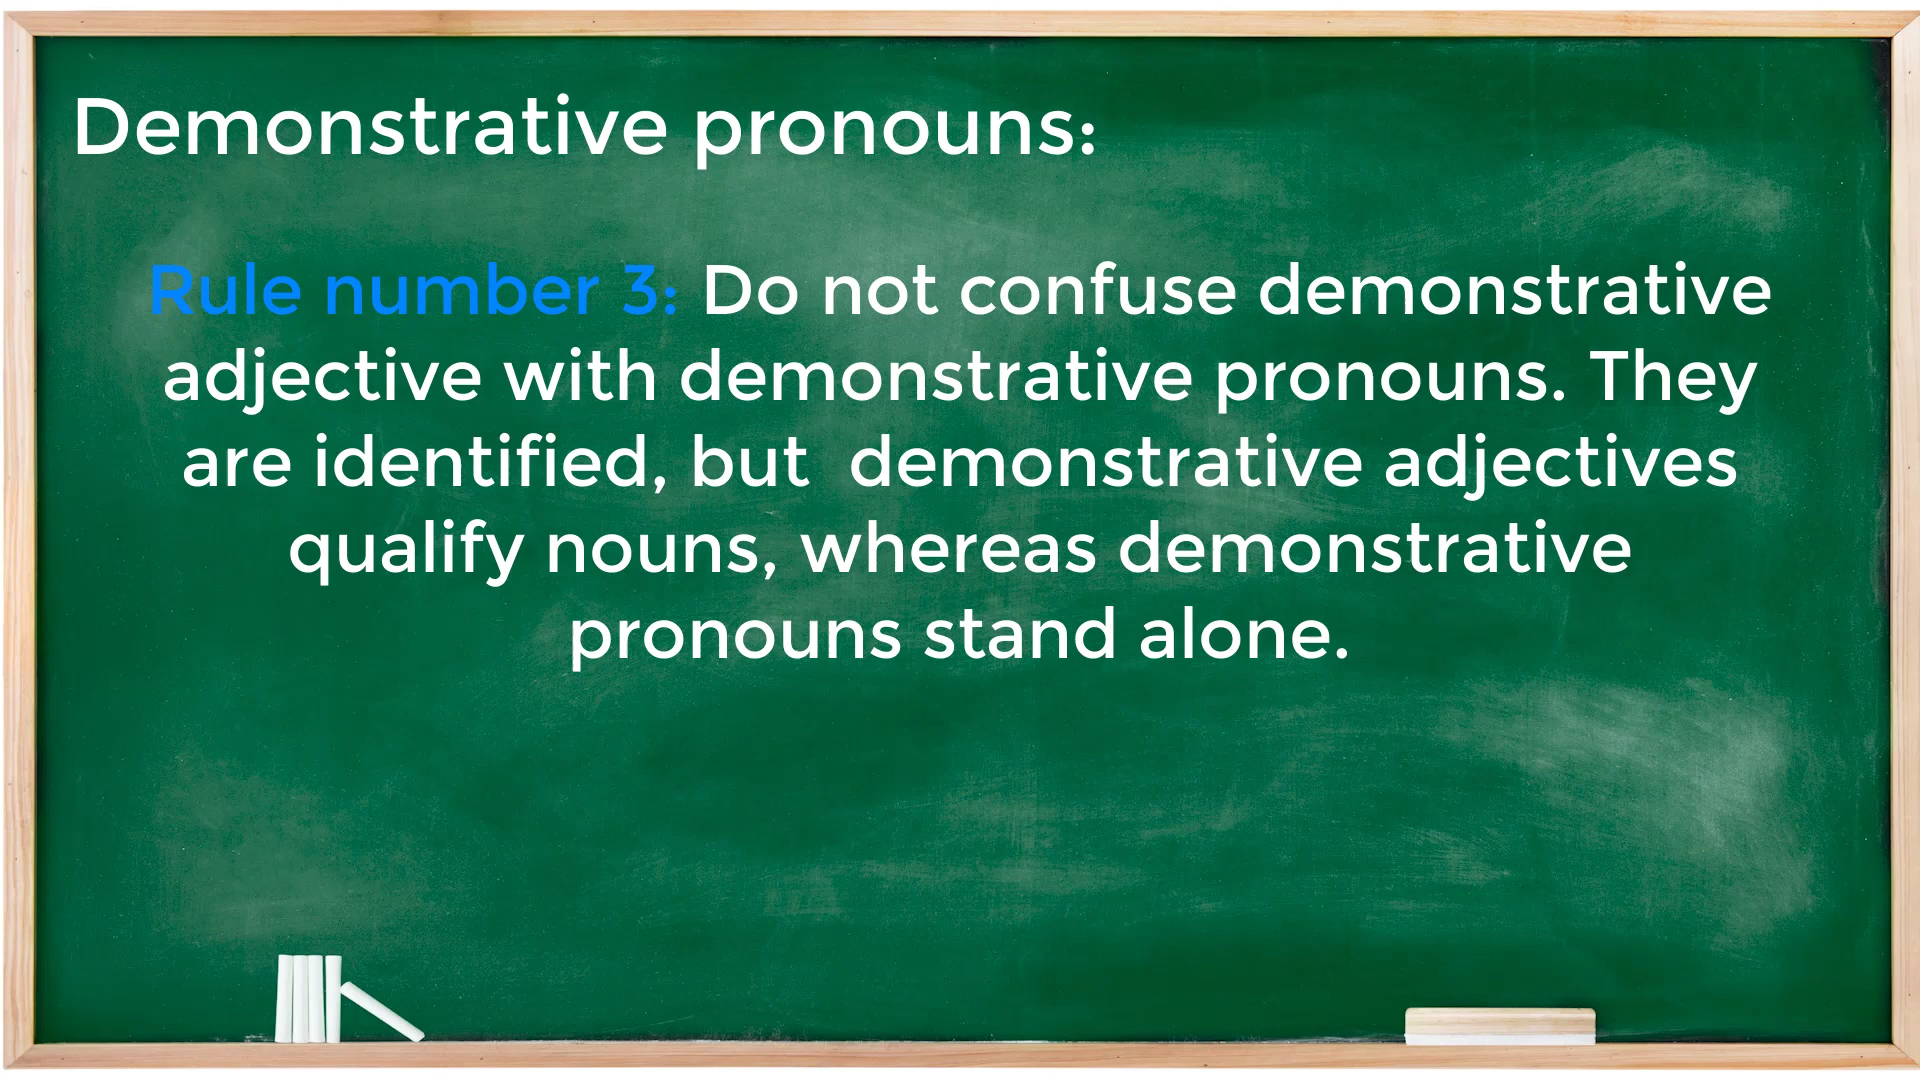 Demonstrative pronouns:
Rule number 3: Do not confuse demonstrative
adjective with demonstrative pronouns. They
are identified, but  demonstrative adjectives
qualify nouns, whereas demonstrative
pronouns stand alone.